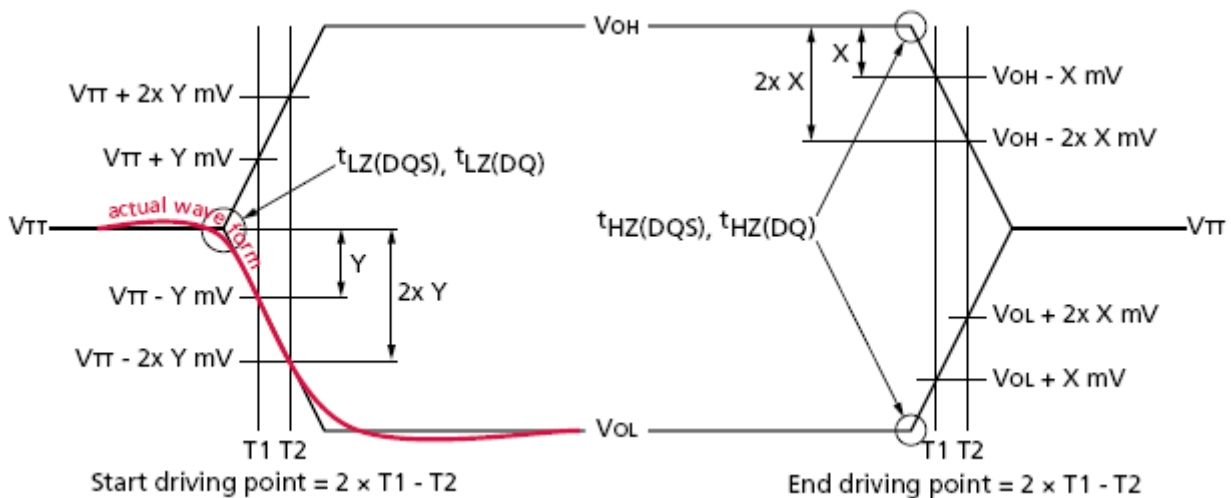 VOH
X
2x X
VOH - X mV
VTT + 2x Y mV
VOH - 2x X mV
VTT + Y mV
tLZ(DQS), tLZ(DQ)
actual wave form
VTT
tHZ(DQS), tHZ(DQ)
VTT
Y
2x Y
VTT - Y mV
VOL + 2x X mV
VTT - 2x Y mV
VOL + X mV
VOL
T1 T2
T1 T2
Start driving point = 2 × T1 - T2
End driving point = 2 × T1 - T2